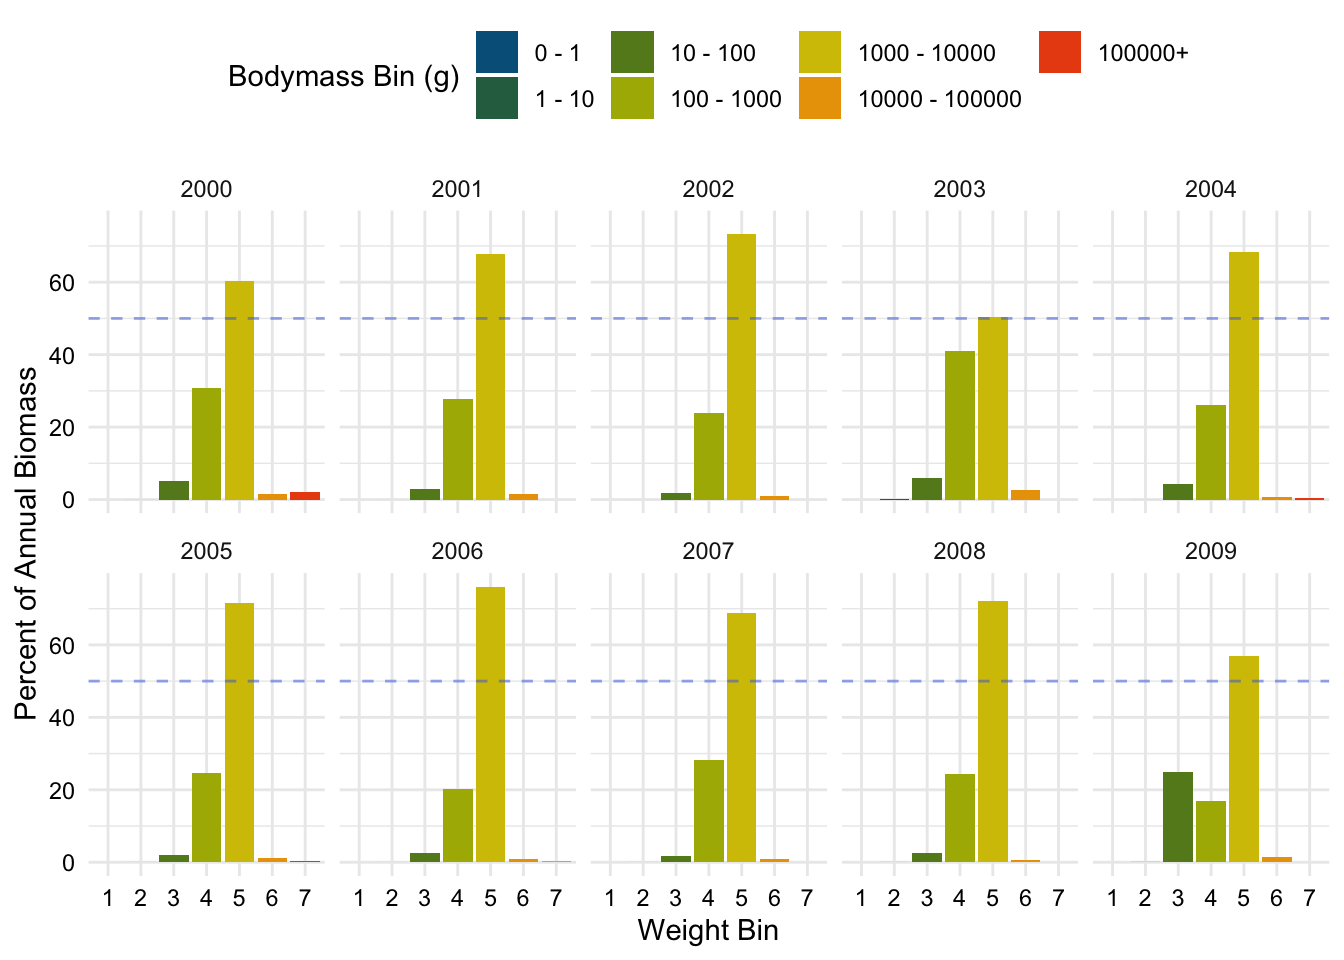 Bodymass Bin (g)
0 - 1
10 - 100
1000 - 10000
100000+
1 - 10
100 - 1000
10000 - 100000
2000
2001
2002
2003
2004
60
40
20
0
2005
2006
2007
2008
2009
60
40
20
0
1 2 3 4 5 6 7
1 2 3 4 5 6 7
1 2 3 4 5 6 7
1 2 3 4 5 6 7
1 2 3 4 5 6 7
Percent of Annual Biomass
Weight Bin